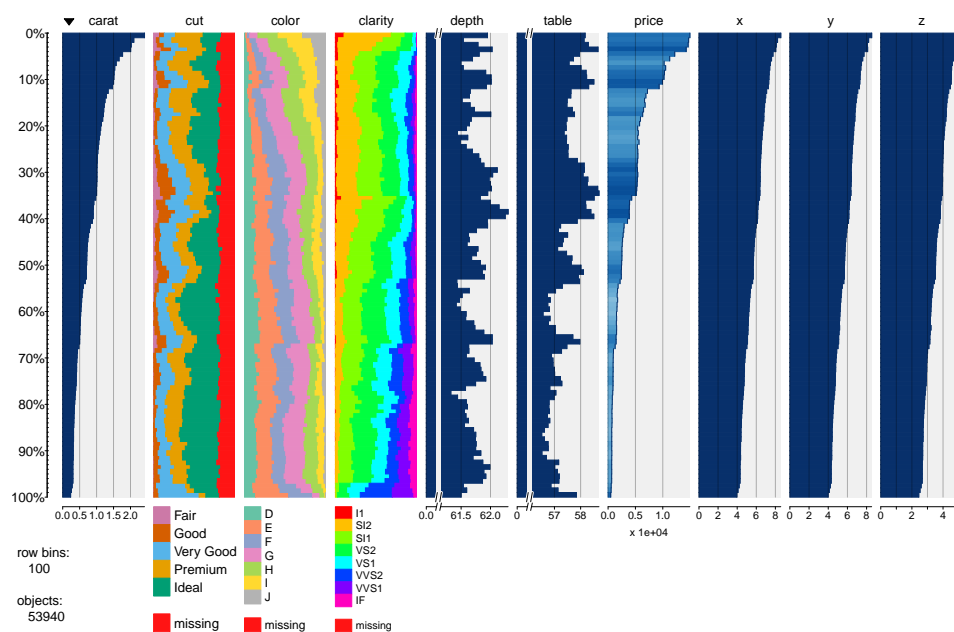 carat cut color clarity depth table price x y z
0%
10%
20%
30%
40%
50%
60%
70%
80%
90%
100%
0.0 0.5 1.0 1.5 2.0 0.0 61.5 62.0 0 57 58 0.0 0.5 1.0 0 2 4 6 8 0 2 4 6 8 0 2 4
x 1e+04
Fair
Good
Very Good
Premium
Ideal
missing
D
E
F
G
H
I
J
missing
I1
SI2
SI1
VS2
VS1
VVS2
VVS1
IF
missing
row bins:
100
objects:
53940